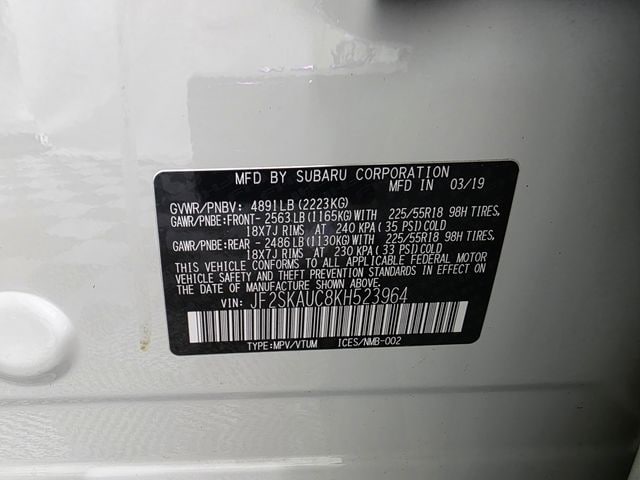 MFD BY SUBARU CORPORATION
MFD IN 03/19
GVWR/PNBV: 4891LB (2223KG)
GAWR/PNBE:FRONT- 2563LB (1165KG) WITH 225/55R18 98H TIRES,
18X7J RIMS AT 240 KPA (35 PSI) COLD
GAWR/PNBE:REAR - 2486LB (1130KG) WITH 225/55R18 98H TIRES,
18X7J RIMS AT 230 KPA (33 PSI) COLD
THIS VEHICLE CONFORMS TO ALL APPLICABLE FEDERAL MOTOR
VEHICLE SAFETY AND THEFT PREVENTION STANDARDS IN EFFECT ON
THE DATE OF MANUFACTURE SHOWN ABOVE.
VIN: JF2SKAUC8KH523964
TYPE:MPV/VTUM ICES/NMB-002